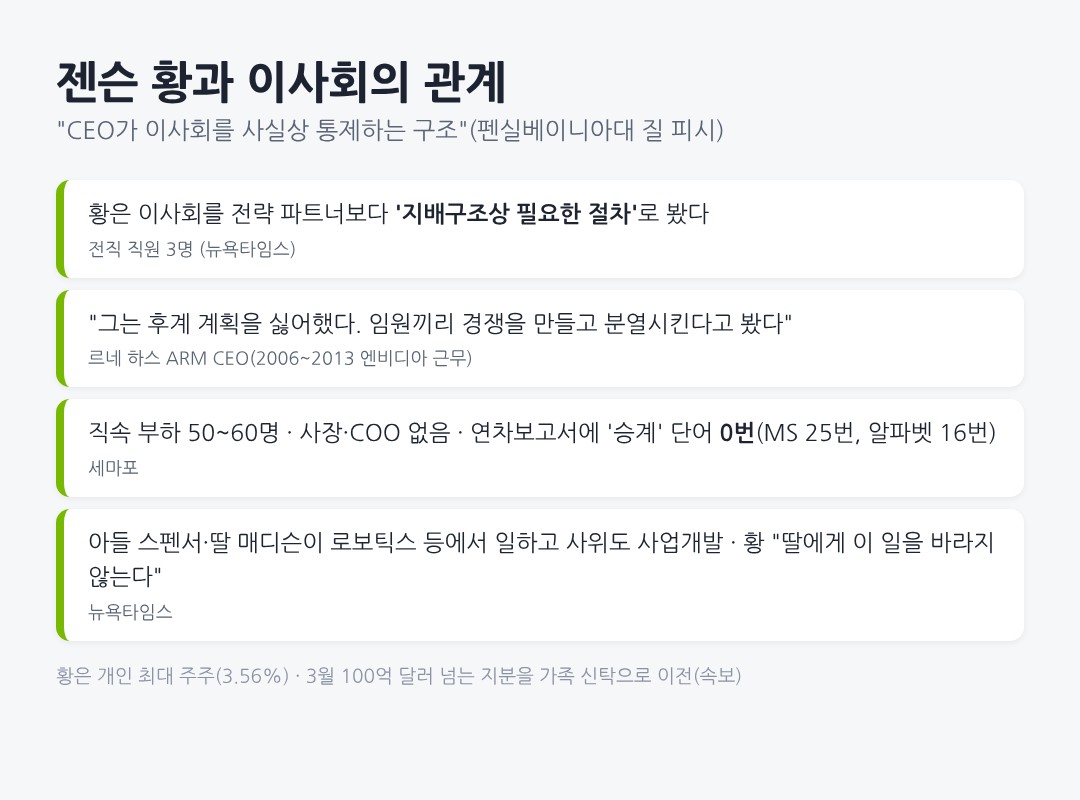 젠슨 황과 이사회의 관계
"CEO가 이사회를 사실상 통제하는 구조"(펜실베이니아대 질 피시)
황은 이사회를 전략 파트너보다 '지배구조상 필요한 절차'로 봤다
전직 직원 3명 (뉴욕타임스)
"그는 후계 계획을 싫어했다. 임원끼리 경쟁을 만들고 분열시킨다고 봤다"
르네 하스 ARM CEO(2006~2013 엔비디아 근무)
직속 부하 50~60명 · 사장·COO 없음 · 연차보고서에 '승계' 단어 0번(MS 25번, 알파벳 16번)
세마포
아들 스펜서·딸 매디슨이 로보틱스 등에서 일하고 사위도 사업개발 · 황 "딸에게 이 일을 바라지
않는다"
뉴욕타임스
황은 개인 최대 주주(3.56%) · 3월 100억 달러 넘는 지분을 가족 신탁으로 이전(속보)